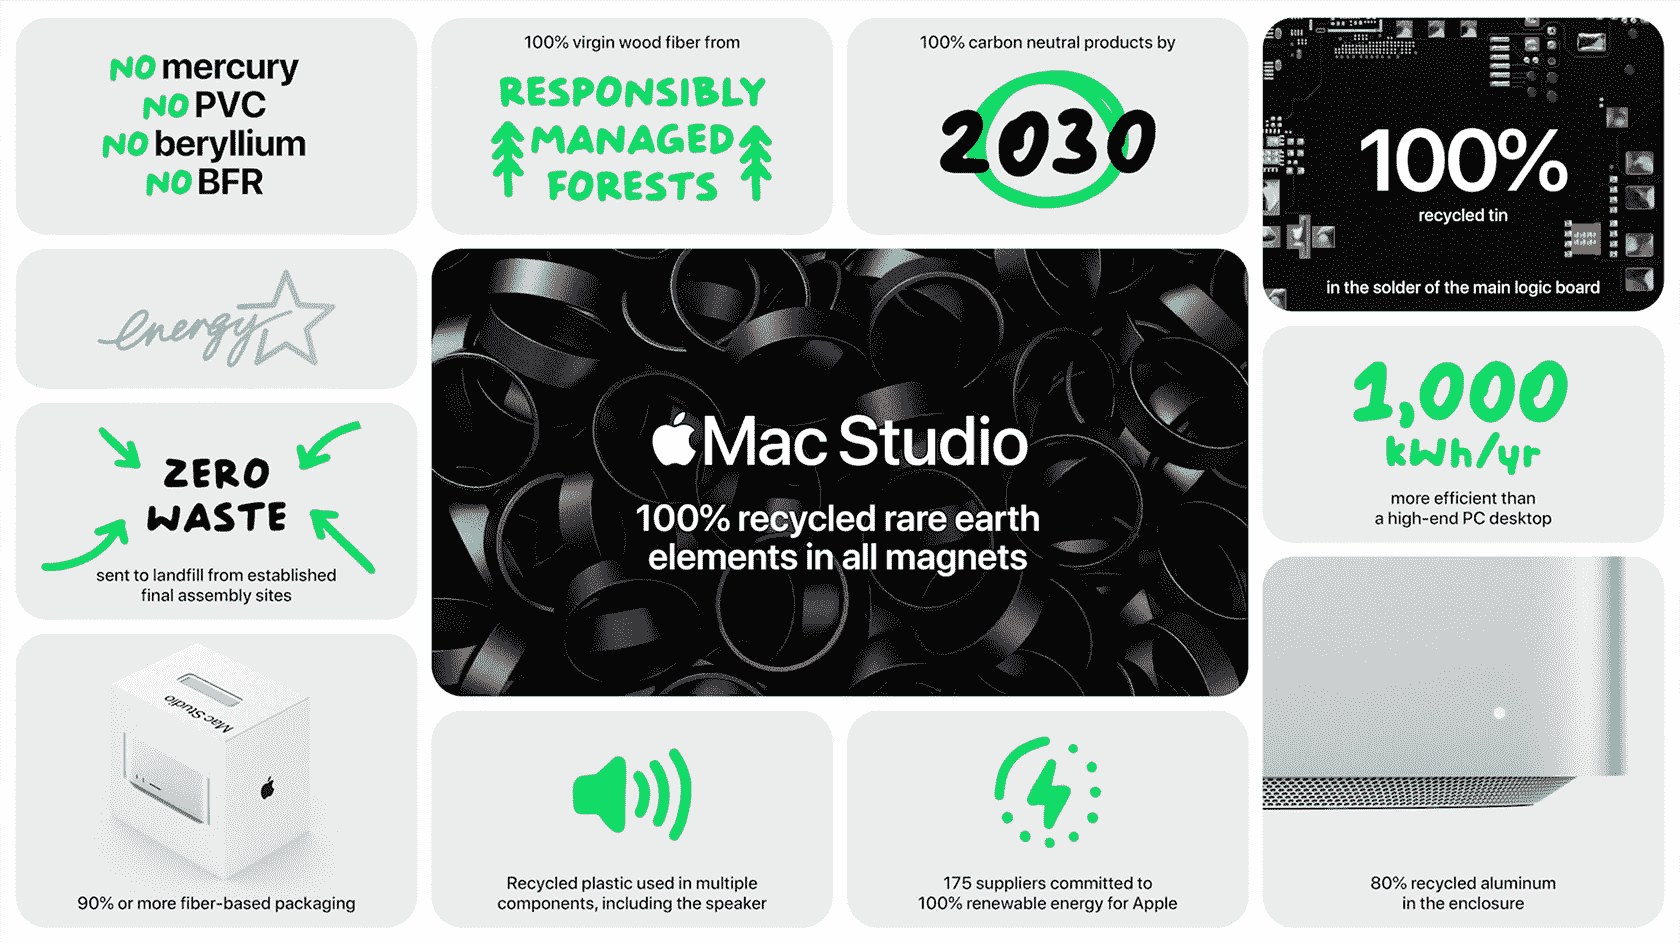 NO mercury
NO PVC
NO beryllium
NO BFR
100% virgin wood fiber from
RESPONSIBLY
MANAGED
FORESTS
100% carbon neutral products by
2030
100%
recycled tin
in the solder of the main logic board
energy
Mac Studio
100% recycled rare earth
elements in all magnets
1,000
kWh/yr
more efficient than
a high-end PC desktop
ZERO
WASTE
sent to landfill from established
final assembly sites
Mac Studio
90% or more fiber-based packaging
Recycled plastic used in multiple
components, including the speaker
175 suppliers committed to
100% renewable energy for Apple
80% recycled aluminum
in the enclosure